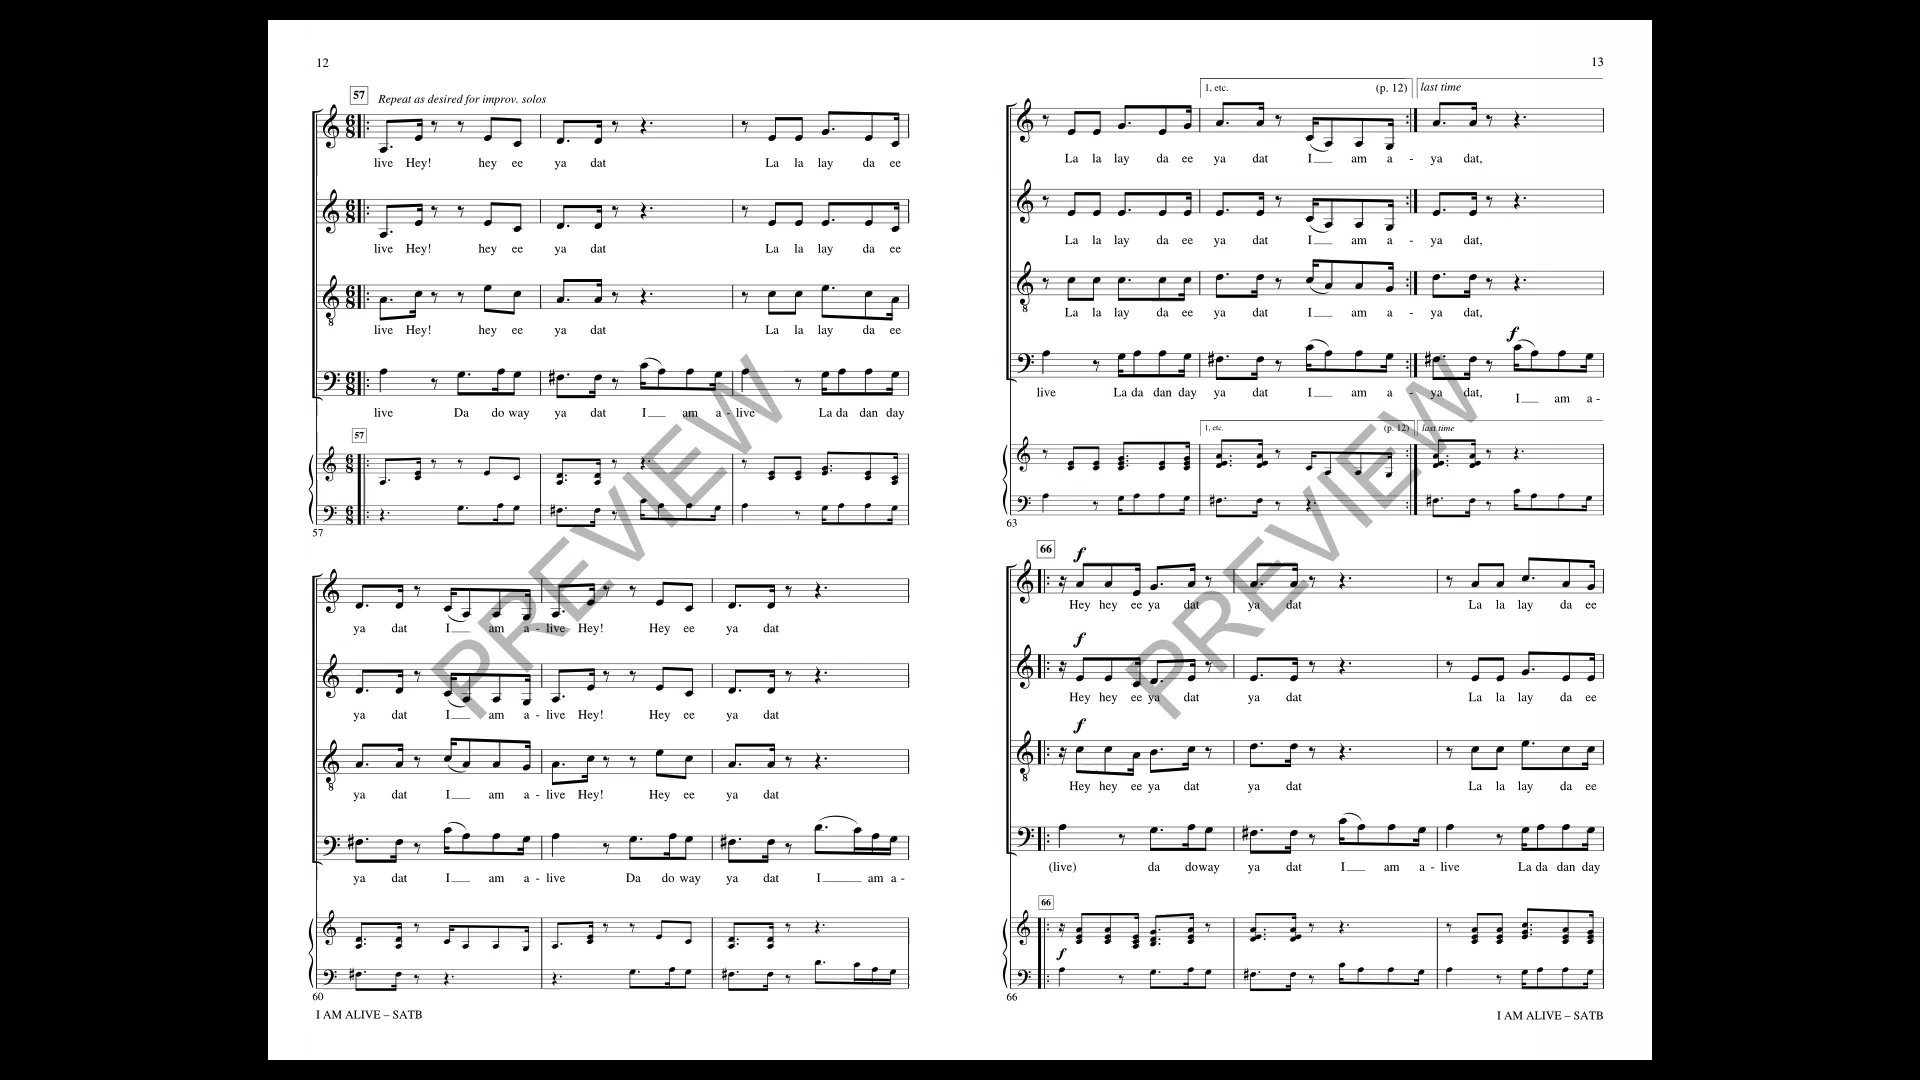 12
57 Repeat as desired for improv. solos
live Hey! hey ee ya dat La la lay da ee
live Hey! hey ee ya dat La la lay da ee
8
live Hey! hey ee ya dat La la lay da ee
live Da do way ya dat I am a - live La da dan day
57
57
ya dat I am a - live Hey! Hey ee ya dat
ya dat I am a - live Hey! Hey ee ya dat
8
ya dat I am a - live Hey! Hey ee ya dat
ya dat I am a - live Da do way ya dat I am a -
60
I AM ALIVE – SATB
PREVIEW
13
1, etc. (p. 12) last time
La la lay da ee ya dat I am a - ya dat,
La la lay da ee ya dat I am a - ya dat,
8
La la lay da ee ya dat I am a - ya dat,
f
live La da dan day ya dat I am a - ya dat, I am a -
1, etc. (p. 12) last time
63
66 f
Hey hey ee ya dat ya dat La la lay da ee
f
Hey hey ee ya dat ya dat La la lay da ee
f
8
Hey hey ee ya dat ya dat La la lay da ee
(live) da doway ya dat I am a - live La da dan day
66
f
66
I AM ALIVE – SATB
PREVIEW